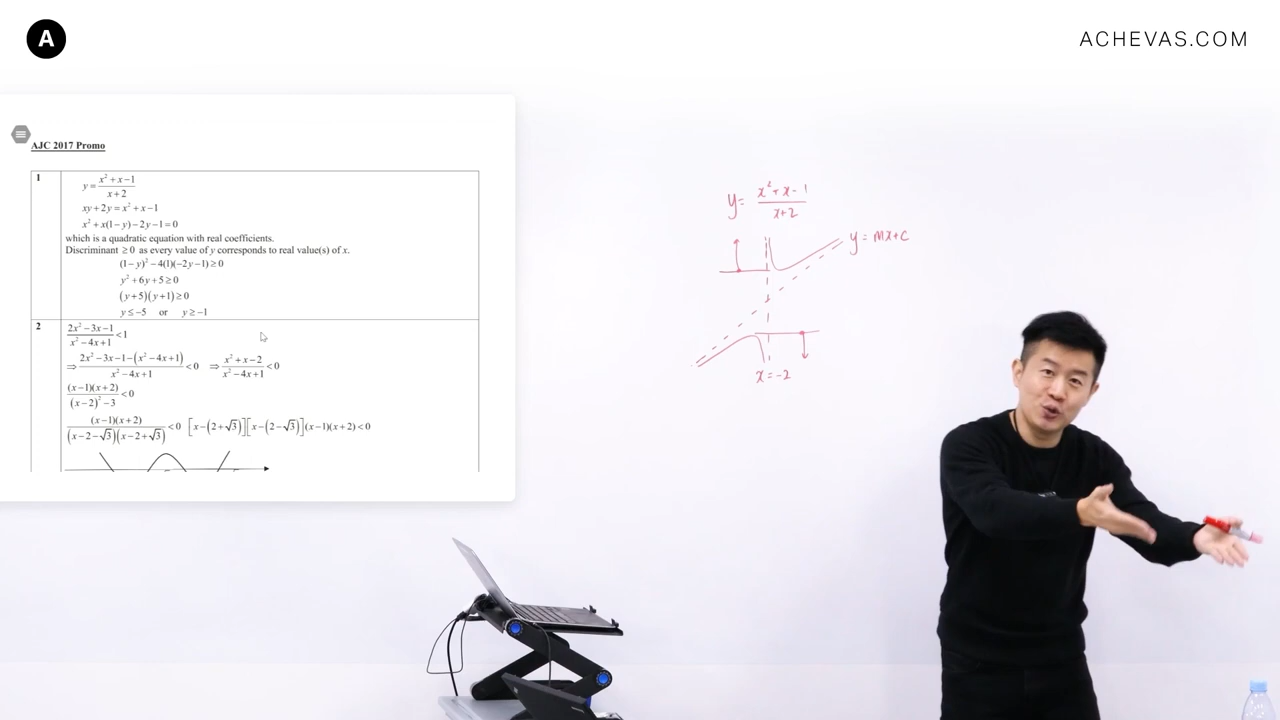 A
ACHEVAS.COM
AJC 2017 Promo
1
y = (x² + x − 1)/(x + 2)
xy + 2y = x² + x − 1
x² + x(1 − y) − 2y − 1 = 0
which is a quadratic equation with real coefficients.
Discriminant ≥ 0 as every value of y corresponds to real value(s) of x.
(1 − y)² − 4(1)(−2y − 1) ≥ 0
y² + 6y + 5 ≥ 0
(y + 5)(y + 1) ≥ 0
y ≤ −5 or y ≥ −1
2
(2x² − 3x − 1)/(x² − 4x + 1) < 1
⇒ (2x² − 3x − 1 − (x² − 4x + 1))/(x² − 4x + 1) < 0 ⇒ (x² + x − 2)/(x² − 4x + 1) < 0
(x − 1)(x + 2)/((x − 2)² − 3) < 0
(x − 1)(x + 2)/((x − 2 − √3)(x − 2 + √3)) < 0 [x − (2 + √3)][x − (2 − √3)](x − 1)(x + 2) < 0
y = (x² + x − 1)/(x + 2)
y = mx + c
x = −2